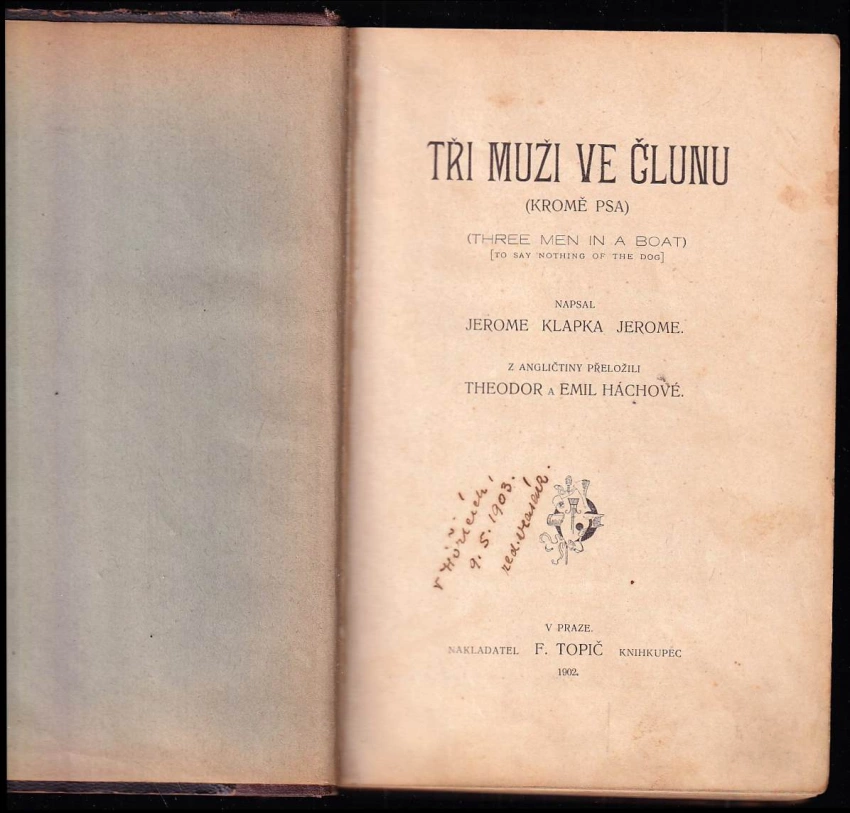 TŘI MUŽI VE ČLUNU
(KROMĚ PSA)
(THREE MEN IN A BOAT)
[TO SAY NOTHING OF THE DOG]
NAPSAL
JEROME KLAPKA JEROME.
Z ANGLIČTINY PŘELOŽILI
THEODOR A EMIL HÁCHOVÉ.
v Hořicích
9. 5. 1903.
V PRAZE.
NAKLADATEL F. TOPIČ KNIHKUPEC
1902.